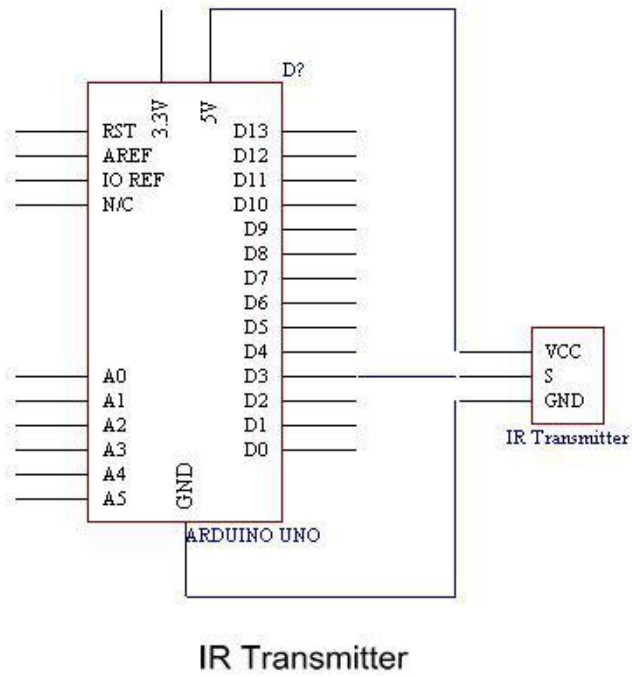 D?
3.3V
5V
RST
AREF
IO REF
N/C
D13
D12
D11
D10
D9
D8
D7
D6
D5
D4
D3
D2
D1
D0
A0
A1
A2
A3
A4
A5
GND
ARDUINO UNO
VCC
S
GND
IR Transmitter
IR Transmitter